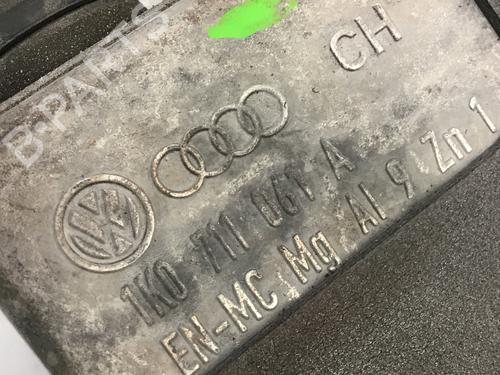 CH
1K0 711 061 A
EN-MC Mg Al 9 Zn 1
B-PARTS